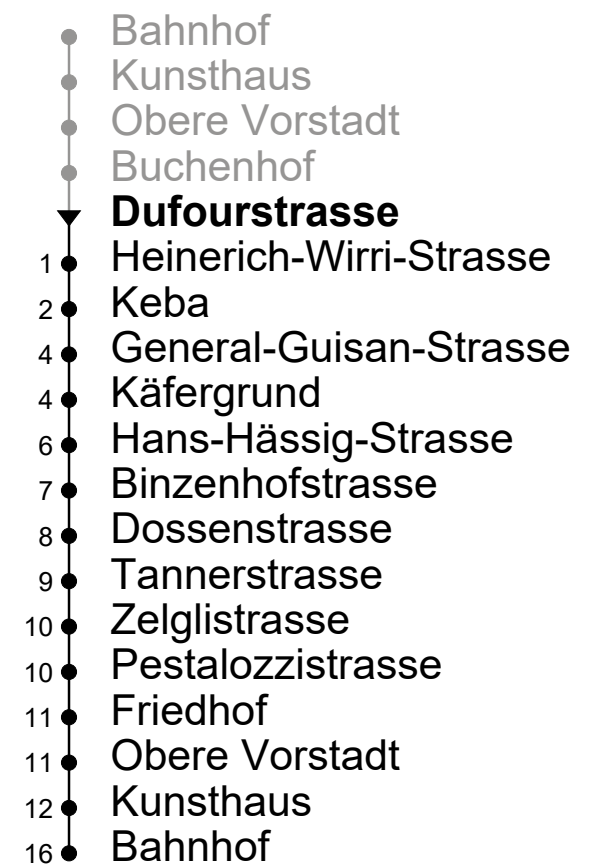 Bahnhof
Kunsthaus
Obere Vorstadt
Buchenhof
Dufourstrasse
1 Heinerich-Wirri-Strasse
2 Keba
4 General-Guisan-Strasse
4 Käfergrund
6 Hans-Hässig-Strasse
7 Binzenhofstrasse
8 Dossenstrasse
9 Tannerstrasse
10 Zelglistrasse
10 Pestalozzistrasse
11 Friedhof
11 Obere Vorstadt
12 Kunsthaus
16 Bahnhof